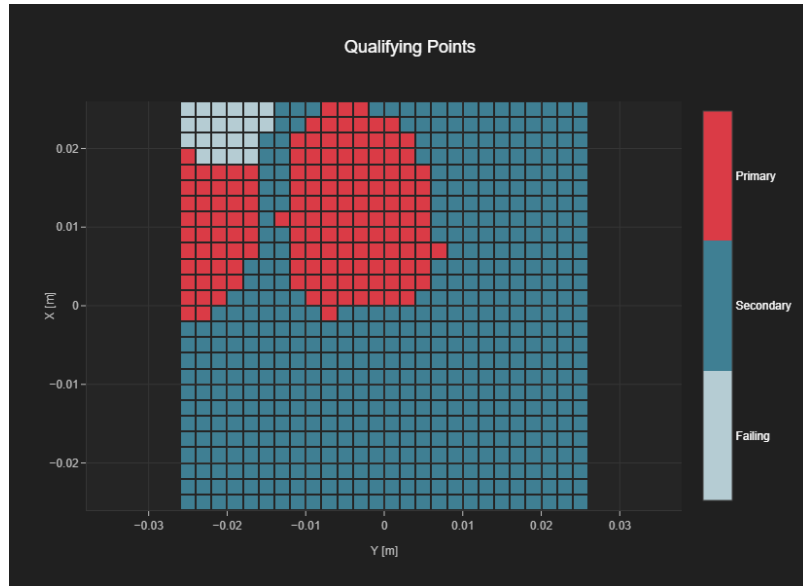 Qualifying Points
0.02
0.01
0
−0.01
−0.02
X [m]
−0.03
−0.02
−0.01
0
0.01
0.02
0.03
Y [m]
Primary
Secondary
Failing